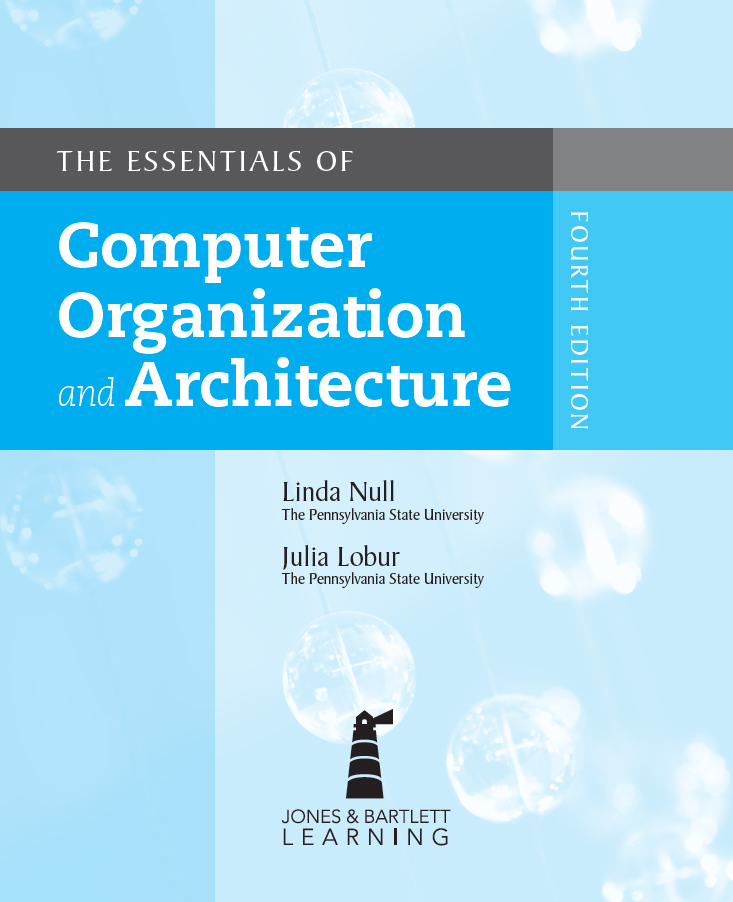 THE ESSENTIALS OF
Computer
Organization
and Architecture
FOURTH EDITION
Linda Null
The Pennsylvania State University
Julia Lobur
The Pennsylvania State University
JONES & BARTLETT
LEARNING